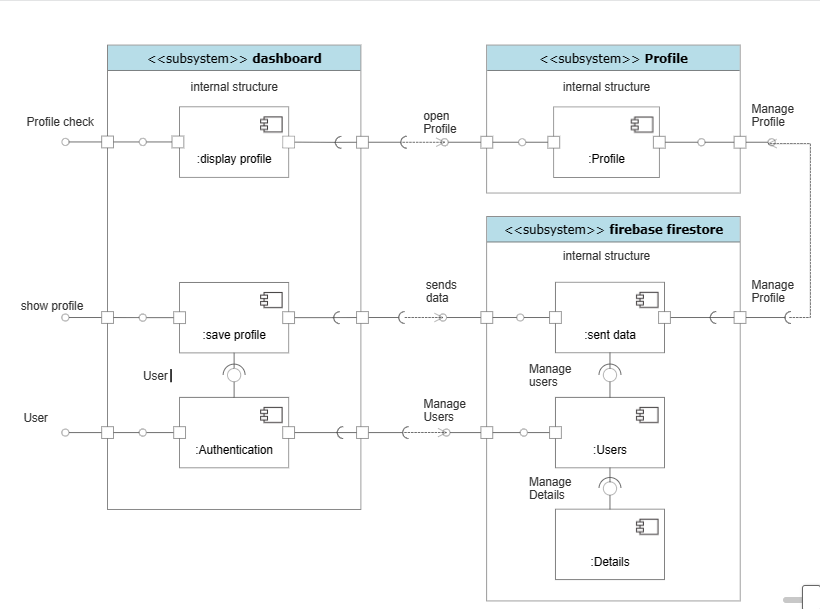 <<subsystem>> dashboard
internal structure
Profile check
:display profile
show profile
:save profile
User
User
:Authentication
open
Profile
sends
data
Manage
Users
<<subsystem>> Profile
internal structure
:Profile
Manage
Profile
<<subsystem>> firebase firestore
internal structure
:sent data
Manage
Profile
Manage
users
:Users
Manage
Details
:Details